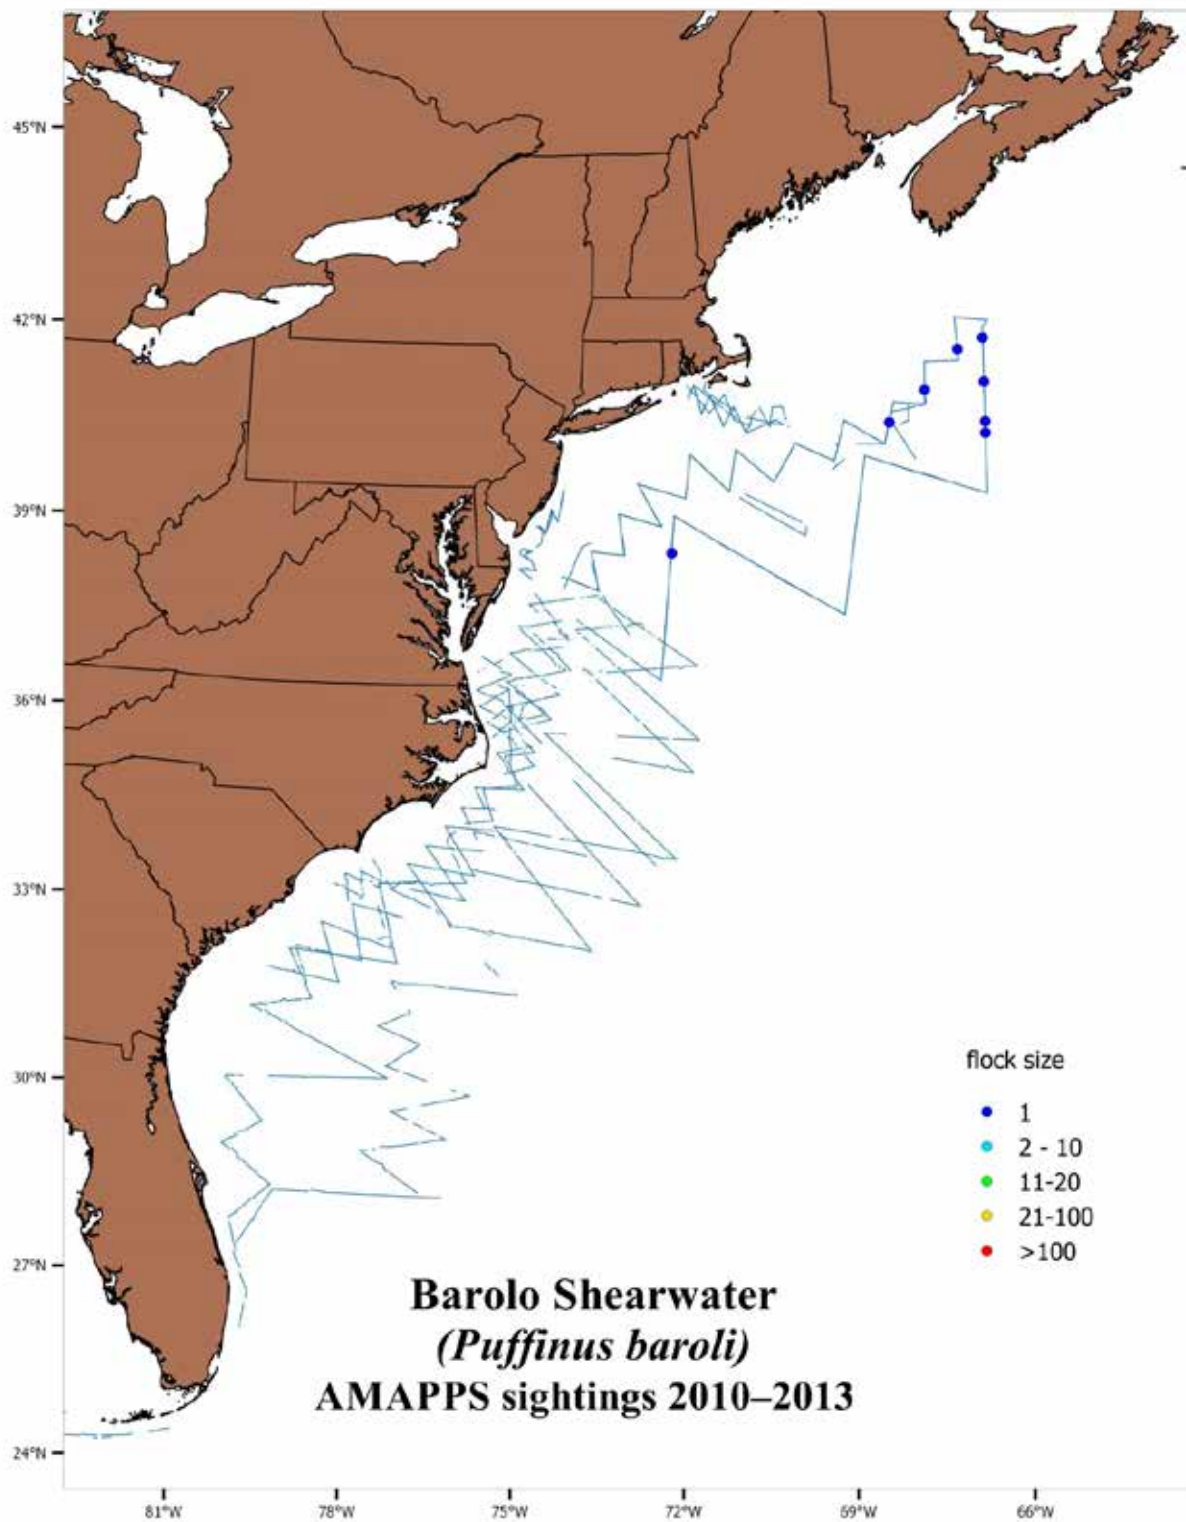 45°N
42°N
39°N
36°N
33°N
30°N
27°N
24°N
flock size
1
2 - 10
11-20
21-100
>100
Barolo Shearwater
(Puffinus baroli)
AMAPPS sightings 2010–2013
81°W
78°W
75°W
72°W
69°W
66°W